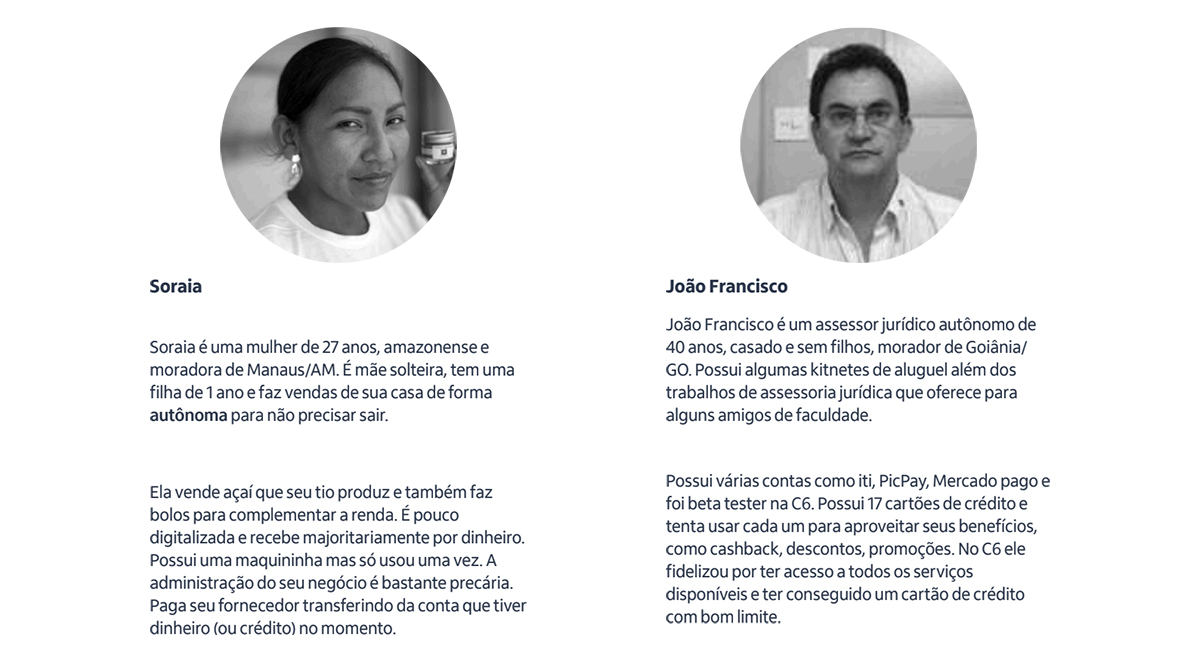 Soraia
Soraia é uma mulher de 27 anos, amazonense e
moradora de Manaus/AM. É mãe solteira, tem uma
filha de 1 ano e faz vendas de sua casa de forma
autônoma para não precisar sair.
Ela vende açaí que seu tio produz e também faz
bolos para complementar a renda. É pouco
digitalizada e recebe majoritariamente por dinheiro.
Possui uma maquininha mas só usou uma vez. A
administração do seu negócio é bastante precária.
Paga seu fornecedor transferindo da conta que tiver
dinheiro (ou crédito) no momento.
João Francisco
João Francisco é um assessor jurídico autônomo de
40 anos, casado e sem filhos, morador de Goiânia/
GO. Possui algumas kitnetes de aluguel além dos
trabalhos de assessoria jurídica que oferece para
alguns amigos de faculdade.
Possui várias contas como iti, PicPay, Mercado pago e
foi beta tester na C6. Possui 17 cartões de crédito e
tenta usar cada um para aproveitar seus benefícios,
como cashback, descontos, promoções. No C6 ele
fidelizou por ter acesso a todos os serviços
disponíveis e ter conseguido um cartão de crédito
com bom limite.